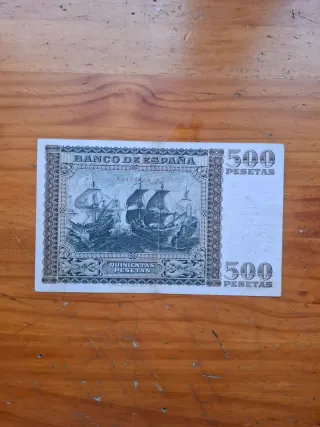 BANCO DE ESPAÑA
500
PESETAS
QUINIENTAS
PESETAS
500
PESETAS